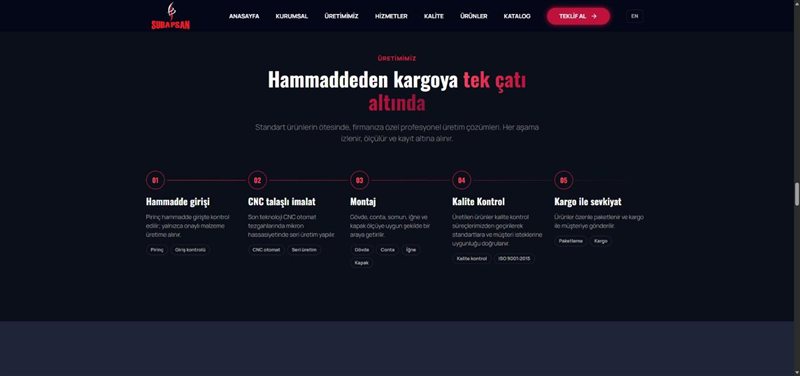 SUBAPSAN
ANASAYFA KURUMSAL ÜRETİMİMİZ HİZMETLER KALİTE ÜRÜNLER KATALOG TEKLİF AL → EN
ÜRETİMİMİZ
Hammaddeden kargoya tek çatı
altında
Standart ürünlerin ötesinde, firmanıza özel profesyonel üretim çözümleri. Her aşama
izlenir, ölçülür ve kayıt altına alınır.
01
Hammadde girişi
Pirinç hammadde girişte kontrol
edilir; yalnızca onaylı malzeme
üretime alınır.
Pirinç Giriş kontrolü
02
CNC talaşlı imalat
Son teknoloji CNC otomat
tezgahlarında mikron
hassasiyetinde seri üretim yapılır.
CNC otomat Seri üretim
03
Montaj
Gövde, conta, somun, iğne ve
kapak ölçüye uygun şekilde bir
araya getirilir.
Gövde Conta İğne
Kapak
04
Kalite Kontrol
Üretilen ürünler kalite kontrol
süreçlerimizden geçirilerek
standartlara ve müşteri isteklerine
uygunluğu doğrulanır.
Kalite kontrol ISO 9001:2015
05
Kargo ile sevkiyat
Ürünler özenle paketlenir ve kargo
ile müşteriye gönderilir.
Paketleme Kargo